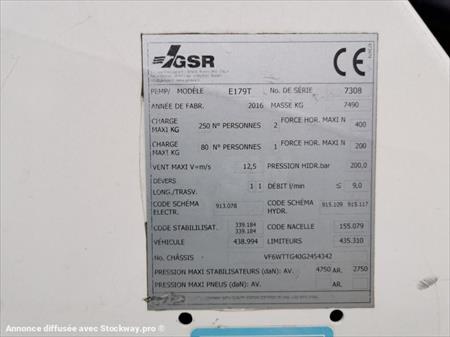 GSR
CE
PEMP/ MODÈLE E179T No. DE SÉRIE 7308
ANNÉE DE FABR. 2016 MASSE KG 7490
CHARGE MAXI KG 250 N° PERSONNES 2 FORCE HOR. MAXI N 400
CHARGE MAXI KG 80 N° PERSONNES 1 FORCE HOR. MAXI N 200
VENT MAXI V=m/s 12,5 PRESSION HIDR.bar 200,0
DÉVERS LONG./TRASV. 1 1 DÉBIT l/min ≤ 9,0
CODE SCHÉMA ELECTR. 913.078 CODE SCHÉMA HYDR. 915.109 915.117
CODE STABILILISAT. 339.184 339.184 CODE NACELLE 155.079
VÉHICULE 438.994 LIMITEURS 435.310
No. CHÂSSIS VF6WTTG40G2454342
PRESSION MAXI STABILISATEURS (daN): AV. 4750 AR. 2750
PRESSION MAXI PNEUS (daN): AV. AR.
Annonce diffusée avec Stockway.pro ®